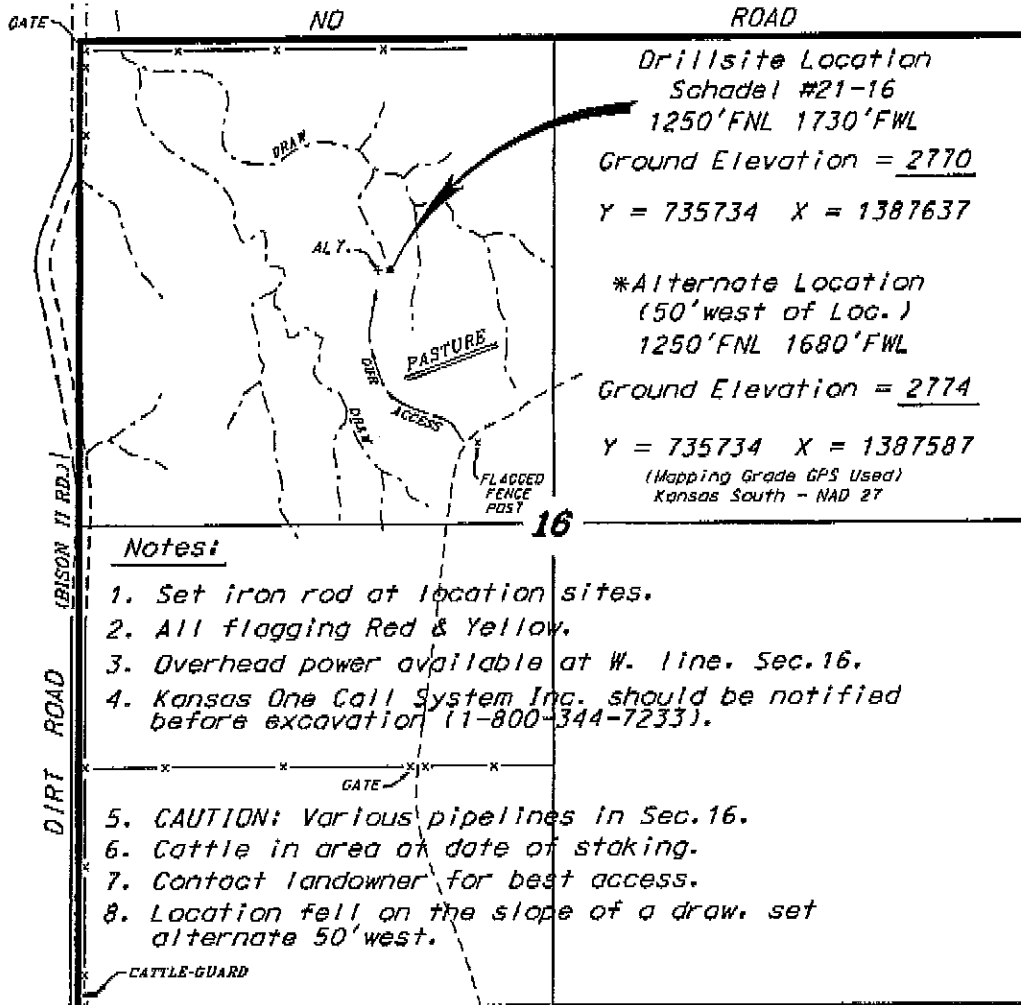 GATE
NO
ROAD
Drillsite Location
Schadel #21-16
1250'FNL 1730'FWL
Ground Elevation = 2770
Y = 735734 X = 1387637
*Alternate Location
(50'west of Loc.)
1250'FNL 1680'FWL
Ground Elevation = 2774
Y = 735734 X = 1387587
(Mapping Grade GPS Used)
Kansas South - NAD 27
DRAW
ALT.
PASTURE
ACCESS
DRAW
FLAGGED
FENCE
POST
16
(BISON 11 RD.)
DIRT ROAD
Notes:
1. Set iron rod at location sites.
2. All flagging Red & Yellow.
3. Overhead power available at W. line. Sec.16.
4. Kansas One Call System Inc. should be notified
before excavation (1-800-344-7233).
GATE
5. CAUTION: Various pipelines in Sec.16.
6. Cattle in area at date of staking.
7. Contact landowner for best access.
8. Location fell on the slope of a draw. set
alternate 50'west.
CATTLE-GUARD